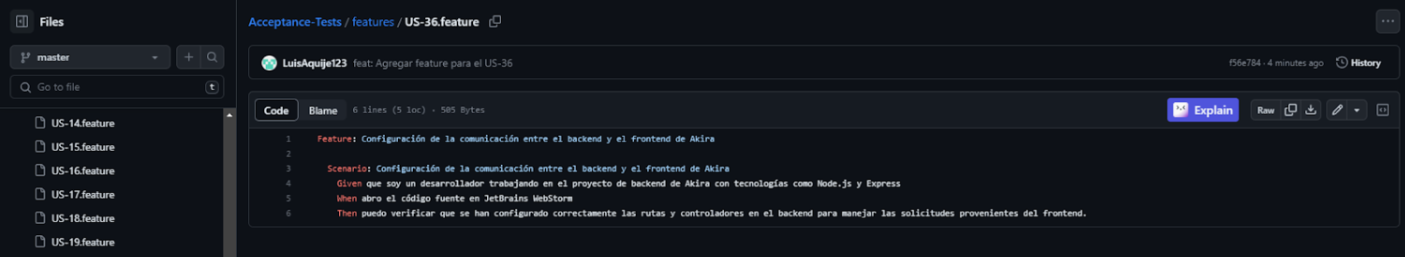 Files
master
Go to file
t
US-14.feature
US-15.feature
US-16.feature
US-17.feature
US-18.feature
US-19.feature
Acceptance-Tests / features / US-36.feature
LuisAquije123 feat: Agregar feature para el US-36
f56e784 · 4 minutes ago History
Code Blame 6 lines (5 loc) · 505 Bytes
Explain Raw
1 Feature: Configuración de la comunicación entre el backend y el frontend de Akira
2
3 Scenario: Configuración de la comunicación entre el backend y el frontend de Akira
4 Given que soy un desarrollador trabajando en el proyecto de backend de Akira con tecnologías como Node.js y Express
5 When abro el código fuente en JetBrains WebStorm
6 Then puedo verificar que se han configurado correctamente las rutas y controladores en el backend para manejar las solicitudes provenientes del frontend.